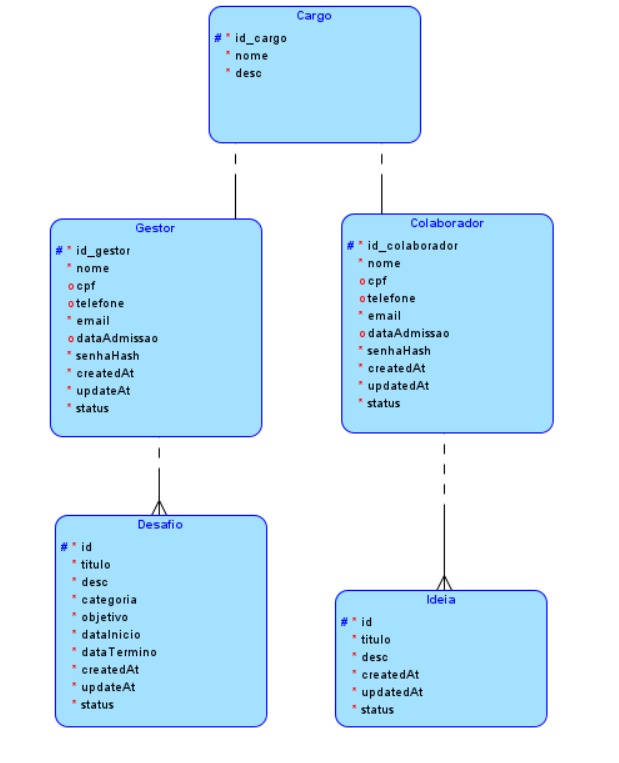 Cargo
# * id_cargo
* nome
* desc
Gestor
# * id_gestor
* nome
o cpf
o telefone
* email
o dataAdmissao
* senhaHash
* createdAt
* updateAt
* status
Colaborador
# * id_colaborador
* nome
o cpf
o telefone
* email
o dataAdmissao
* senhaHash
* createdAt
* updatedAt
* status
Desafio
# * id
* titulo
* desc
* categoria
* objetivo
* dataInicio
* dataTermino
* createdAt
* updateAt
* status
Ideia
# * id
* titulo
* desc
* createdAt
* updatedAt
* status